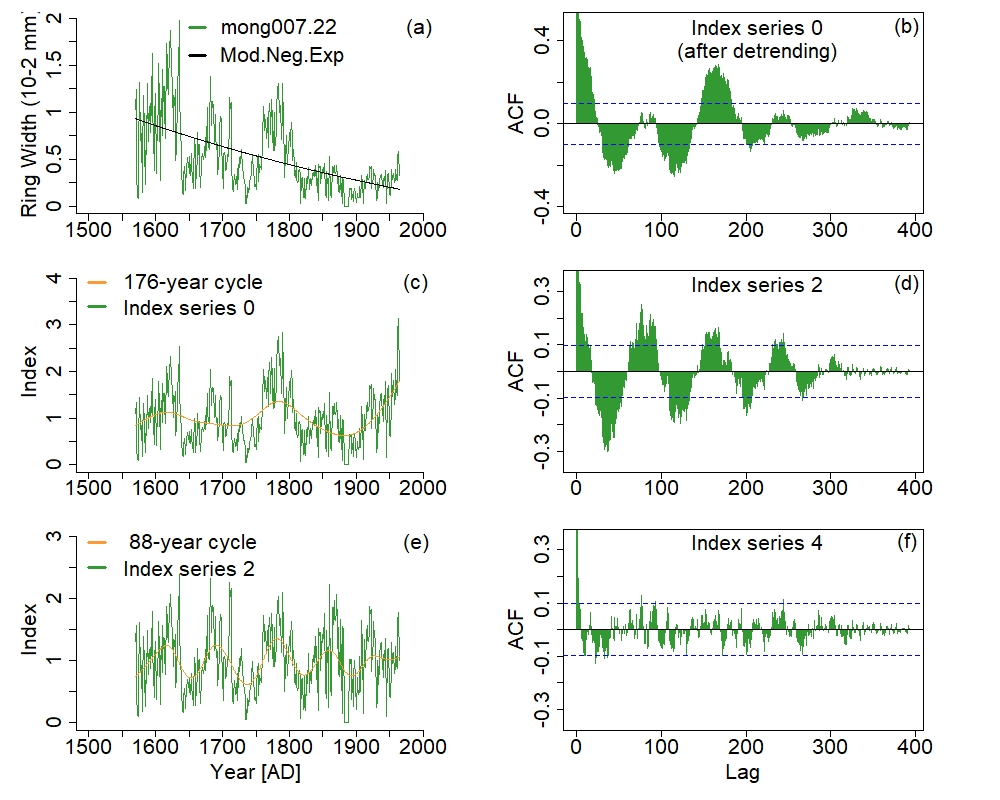 mong007.22
Mod.Neg.Exp
(a)
Ring Width (10-2 mm)
0 0.5 1 1.5 2
1500 1600 1700 1800 1900 2000
Index series 0
(after detrending)
(b)
ACF
-0.4 0.0 0.4
0 100 200 300 400
176-year cycle
Index series 0
(c)
Index
0 1 2 3 4
1500 1600 1700 1800 1900 2000
Index series 2
(d)
ACF
-0.3 -0.1 0.1 0.3
0 100 200 300 400
88-year cycle
Index series 2
(e)
Index
0 1 2 3
1500 1600 1700 1800 1900 2000
Year [AD]
Index series 4
(f)
ACF
-0.3 -0.1 0.1 0.3
0 100 200 300 400
Lag